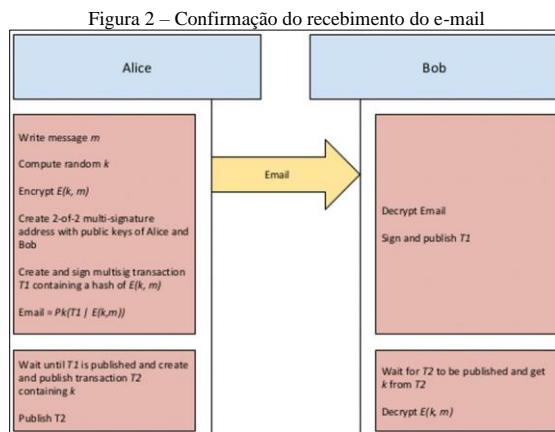 Figura 2 – Confirmação do recebimento do e-mail
Alice
Bob
Write message m
Compute random k
Encrypt E(k, m)
Create 2-of-2 multi-signature
address with public keys of Alice and
Bob
Create and sign multisig transaction
T1 containing a hash of E(k, m)
Email = Pk(T1 | E(k,m))
Email
Decrypt Email
Sign and publish T1
Wait until T1 is published and create
and publish transaction T2
containing k
Publish T2
Wait for T2 to be published and get
k from T2
Decrypt E(k, m)